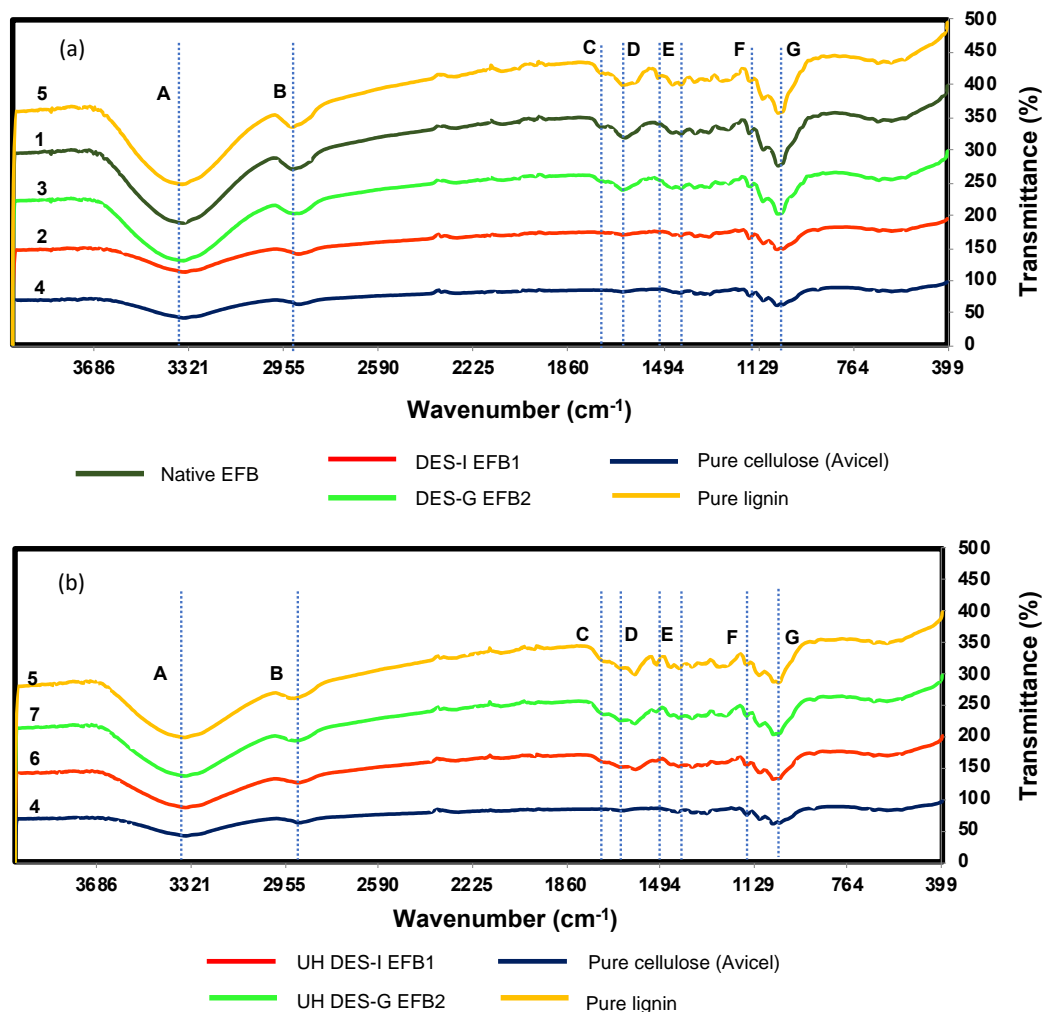 (a)
A
B
C
D
E
F
G
5
1
3
2
4
500
450
400
350
300
250
200
150
100
50
0
Transmittance (%)
3686 3321 2955 2590 2225 1860 1494 1129 764 399
Wavenumber (cm-1)
Native EFB
DES-I EFB1
Pure cellulose (Avicel)
DES-G EFB2
Pure lignin
(b)
A
B
C
D
E
F
G
5
7
6
4
500
450
400
350
300
250
200
150
100
50
0
Transmittance (%)
3686 3321 2955 2590 2225 1860 1494 1129 764 399
Wavenumber (cm-1)
UH DES-I EFB1
Pure cellulose (Avicel)
UH DES-G EFB2
Pure lignin